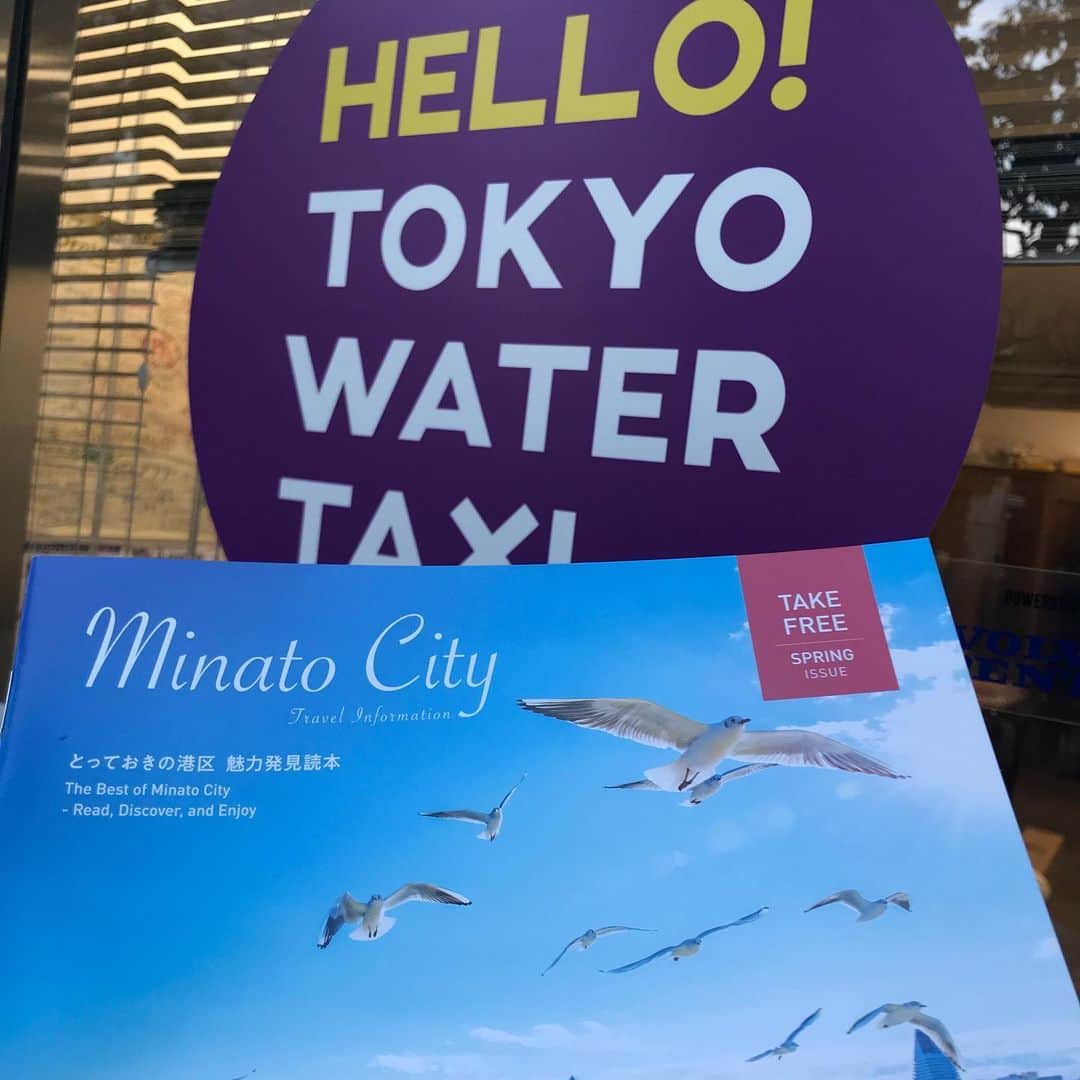 HELLO!
TOKYO
WATER
TAXI
Minato City
Travel Information
とっておきの港区 魅力発見読本
The Best of Minato City
- Read, Discover, and Enjoy
TAKE
FREE
SPRING
ISSUE